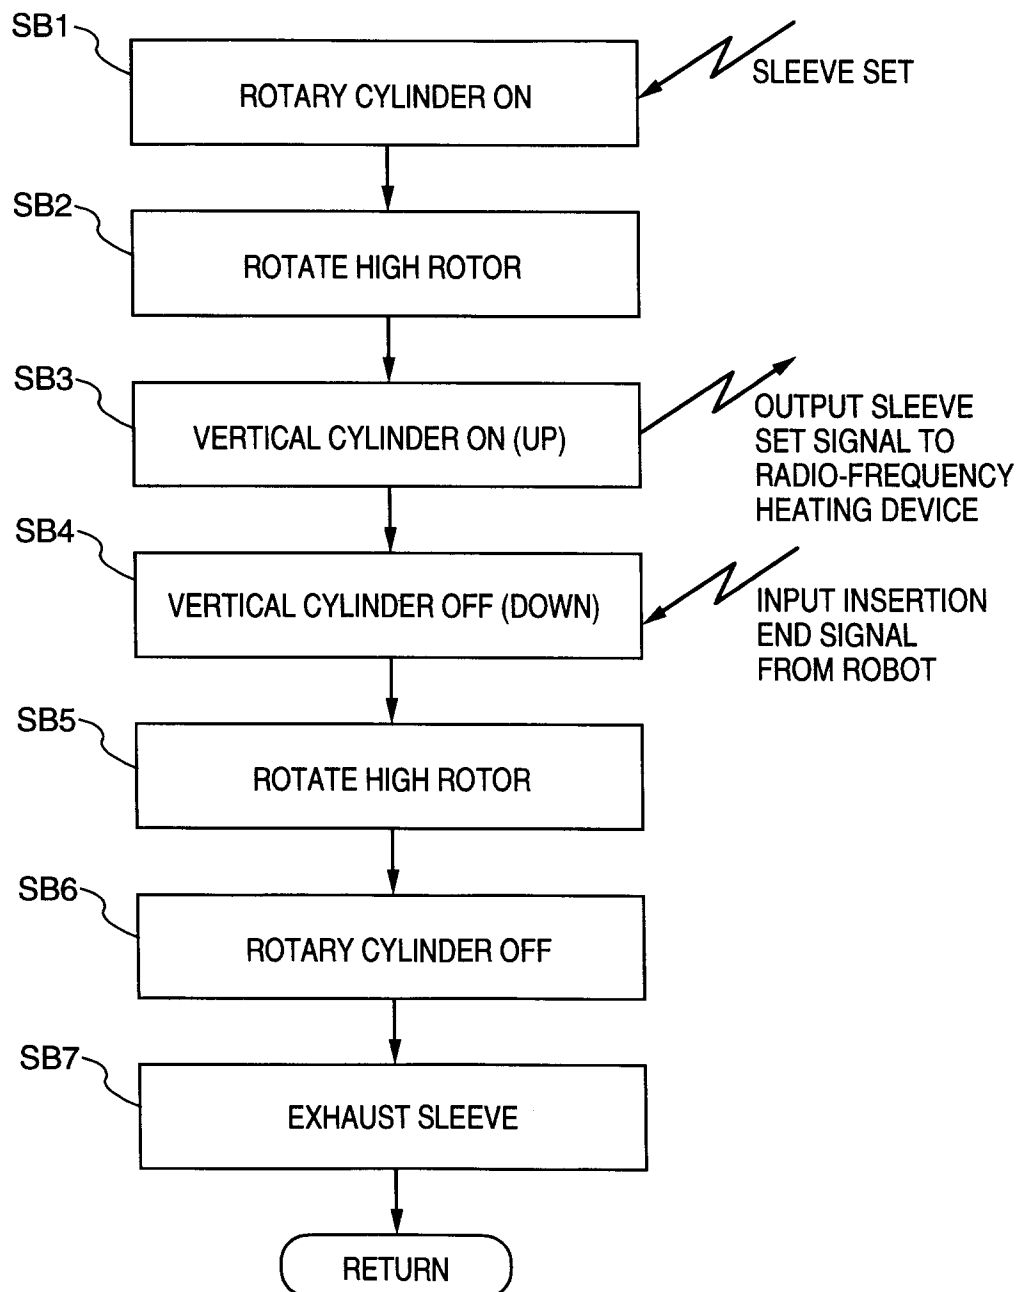 SB1
ROTARY CYLINDER ON
SLEEVE SET
SB2
ROTATE HIGH ROTOR
SB3
VERTICAL CYLINDER ON (UP)
OUTPUT SLEEVE
SET SIGNAL TO
RADIO-FREQUENCY
HEATING DEVICE
SB4
VERTICAL CYLINDER OFF (DOWN)
INPUT INSERTION
END SIGNAL
FROM ROBOT
SB5
ROTATE HIGH ROTOR
SB6
ROTARY CYLINDER OFF
SB7
EXHAUST SLEEVE
RETURN